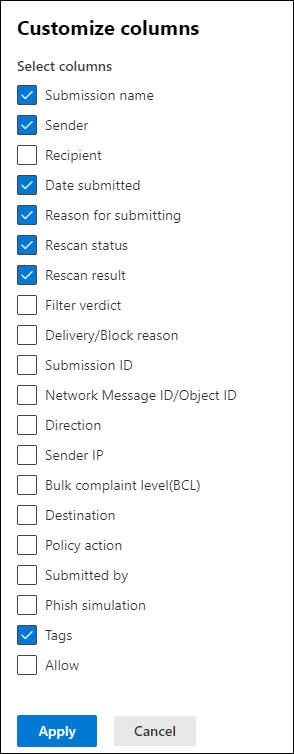 Customize columns
Select columns
Submission name
Sender
Recipient
Date submitted
Reason for submitting
Rescan status
Rescan result
Filter verdict
Delivery/Block reason
Submission ID
Network Message ID/Object ID
Direction
Sender IP
Bulk complaint level(BCL)
Destination
Policy action
Submitted by
Phish simulation
Tags
Allow
Apply Cancel